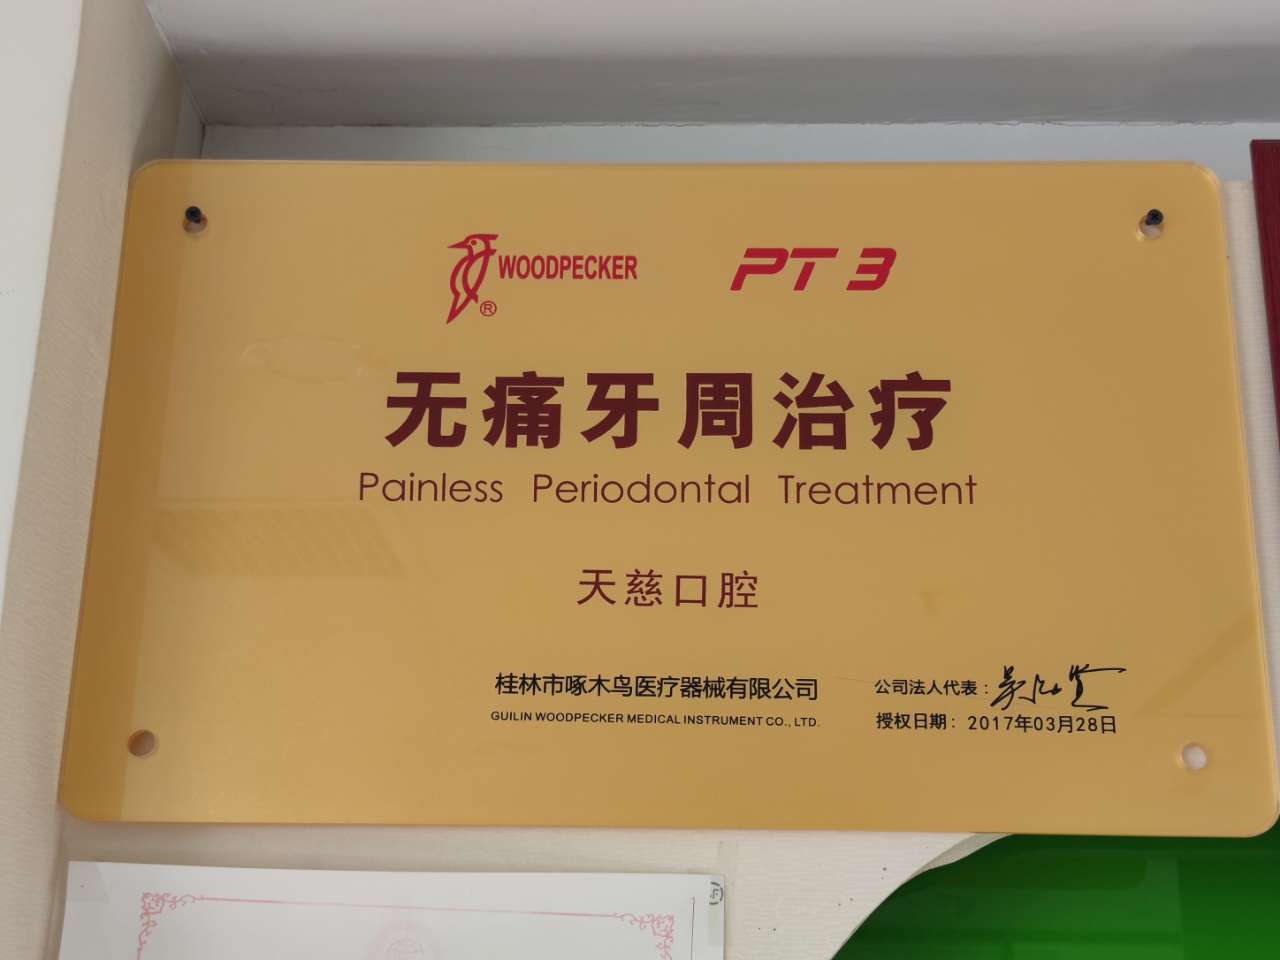 WOODPECKER ® PT 3
无痛牙周治疗
Painless Periodontal Treatment
天慈口腔
桂林市啄木鸟医疗器械有限公司
GUILIN WOODPECKER MEDICAL INSTRUMENT CO., LTD.
公司法人代表：
授权日期：2017年03月28日